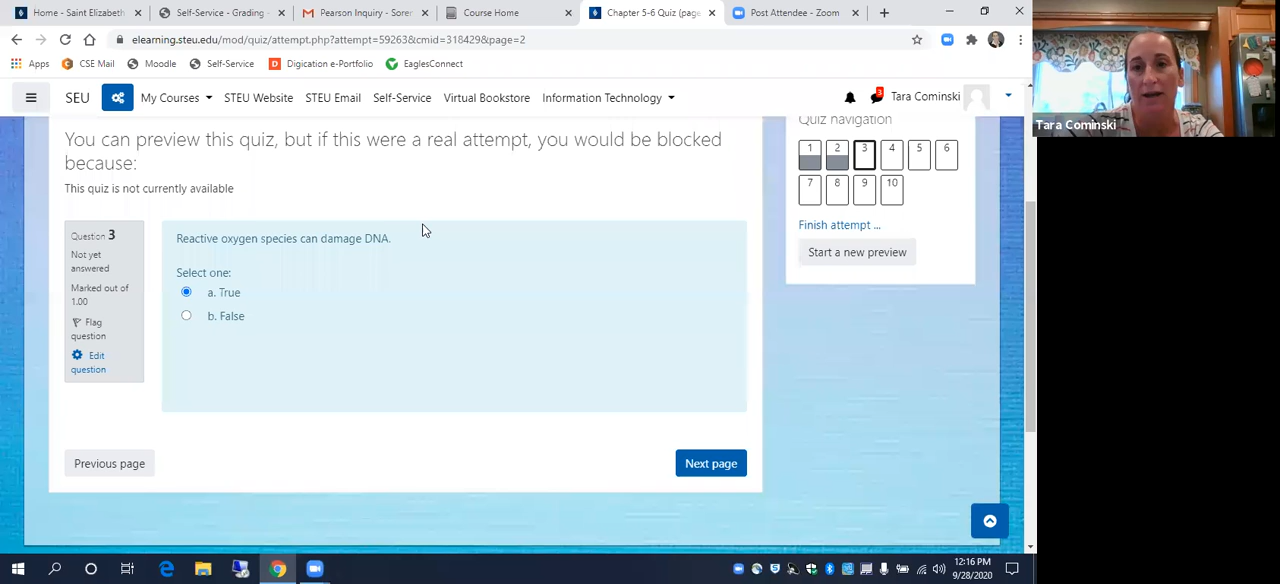 Home - Saint Elizabeth
Self-Service - Grading -
Pearson Inquiry - Soren
Course Home
Chapter 5-6 Quiz (page
Post Attendee - Zoom
elearning.steu.edu/mod/quiz/attempt.php?attempt=59263&cmid=318429&page=2
Apps
CSE Mail
Moodle
Self-Service
Digication e-Portfolio
EaglesConnect
SEU
My Courses
STEU Website
STEU Email
Self-Service
Virtual Bookstore
Information Technology
3
Tara Cominski
Tara Cominski
You can preview this quiz, but if this were a real attempt, you would be blocked
because:
This quiz is not currently available
Question 3
Not yet
answered
Marked out of
1.00
Flag
question
Edit
question
Reactive oxygen species can damage DNA.
Select one:
a. True
b. False
Previous page
Next page
Quiz navigation
1 2 3 4 5 6
7 8 9 10
Finish attempt ...
Start a new preview
12:16 PM
9/28/2020